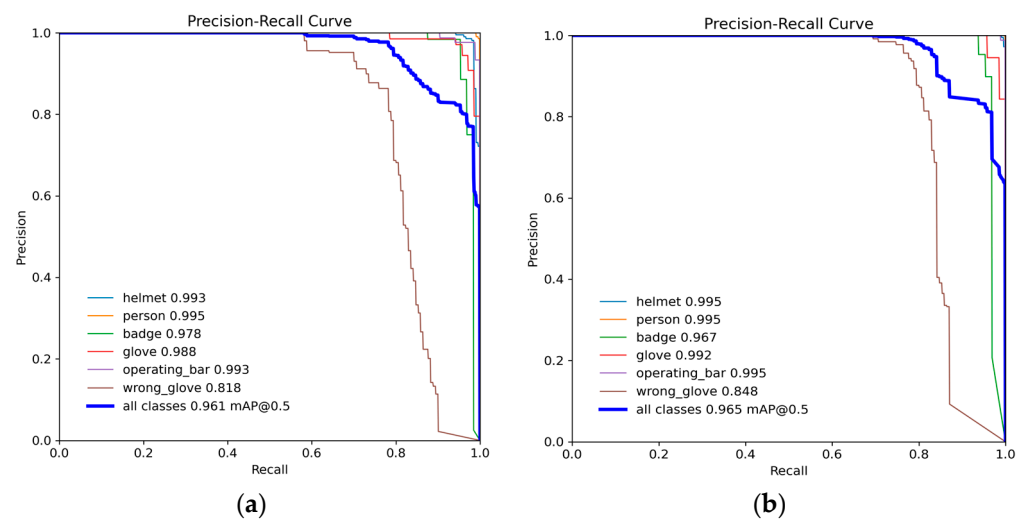 Precision-Recall Curve
1.0
0.8
0.6
0.4
0.2
0.0
Precision
helmet 0.993
person 0.995
badge 0.978
glove 0.988
operating_bar 0.993
wrong_glove 0.818
all classes 0.961 mAP@0.5
0.0 0.2 0.4 0.6 0.8 1.0
Recall
(a)
Precision-Recall Curve
1.0
0.8
0.6
0.4
0.2
0.0
Precision
helmet 0.995
person 0.995
badge 0.967
glove 0.992
operating_bar 0.995
wrong_glove 0.848
all classes 0.965 mAP@0.5
0.0 0.2 0.4 0.6 0.8 1.0
Recall
(b)